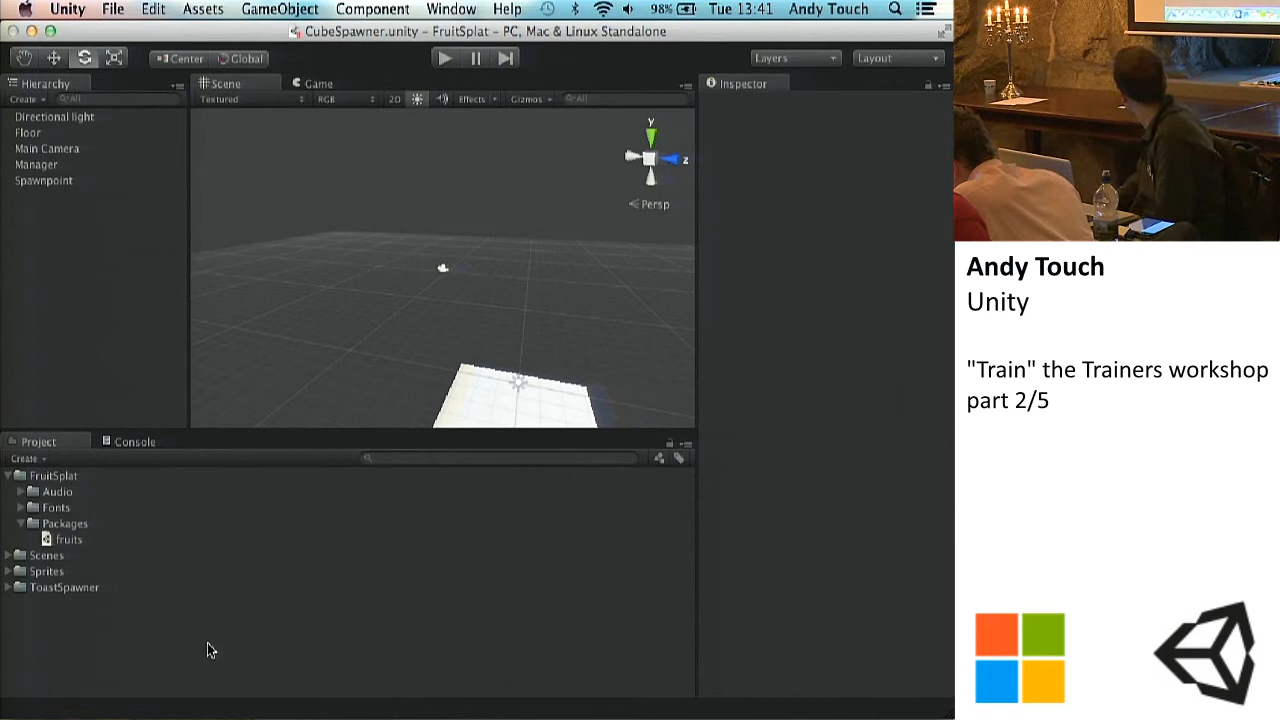 Unity File Edit Assets GameObject Component Window Help 98% Tue 13:41 Andy Touch
CubeSpawner.unity - FruitSplat - PC, Mac & Linux Standalone
Center Global Layers Layout
Hierarchy Scene Game Inspector
Create All Textured RGB 2D Effects Gizmos All
Directional light
Floor
Main Camera
Manager
Spawnpoint
y
z
Persp
Project Console
Create
FruitSplat
Audio
Fonts
Packages
fruits
Scenes
Sprites
ToastSpawner
Andy Touch
Unity
"Train" the Trainers workshop
part 2/5